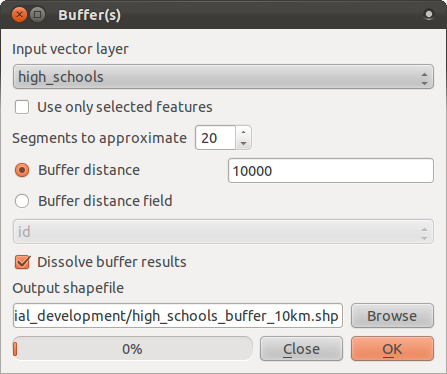 Buffer(s)
Input vector layer
high_schools
Use only selected features
Segments to approximate 20
Buffer distance 10000
Buffer distance field
id
Dissolve buffer results
Output shapefile
ial_development/high_schools_buffer_10km.shp Browse
0% Close OK